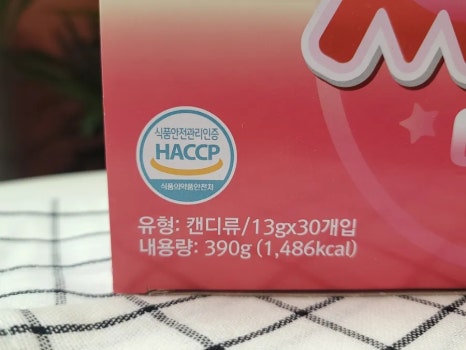 식품안전관리인증
HACCP
식품의약품안전처
유형: 캔디류/13gx30개입
내용량: 390g (1,486kcal)